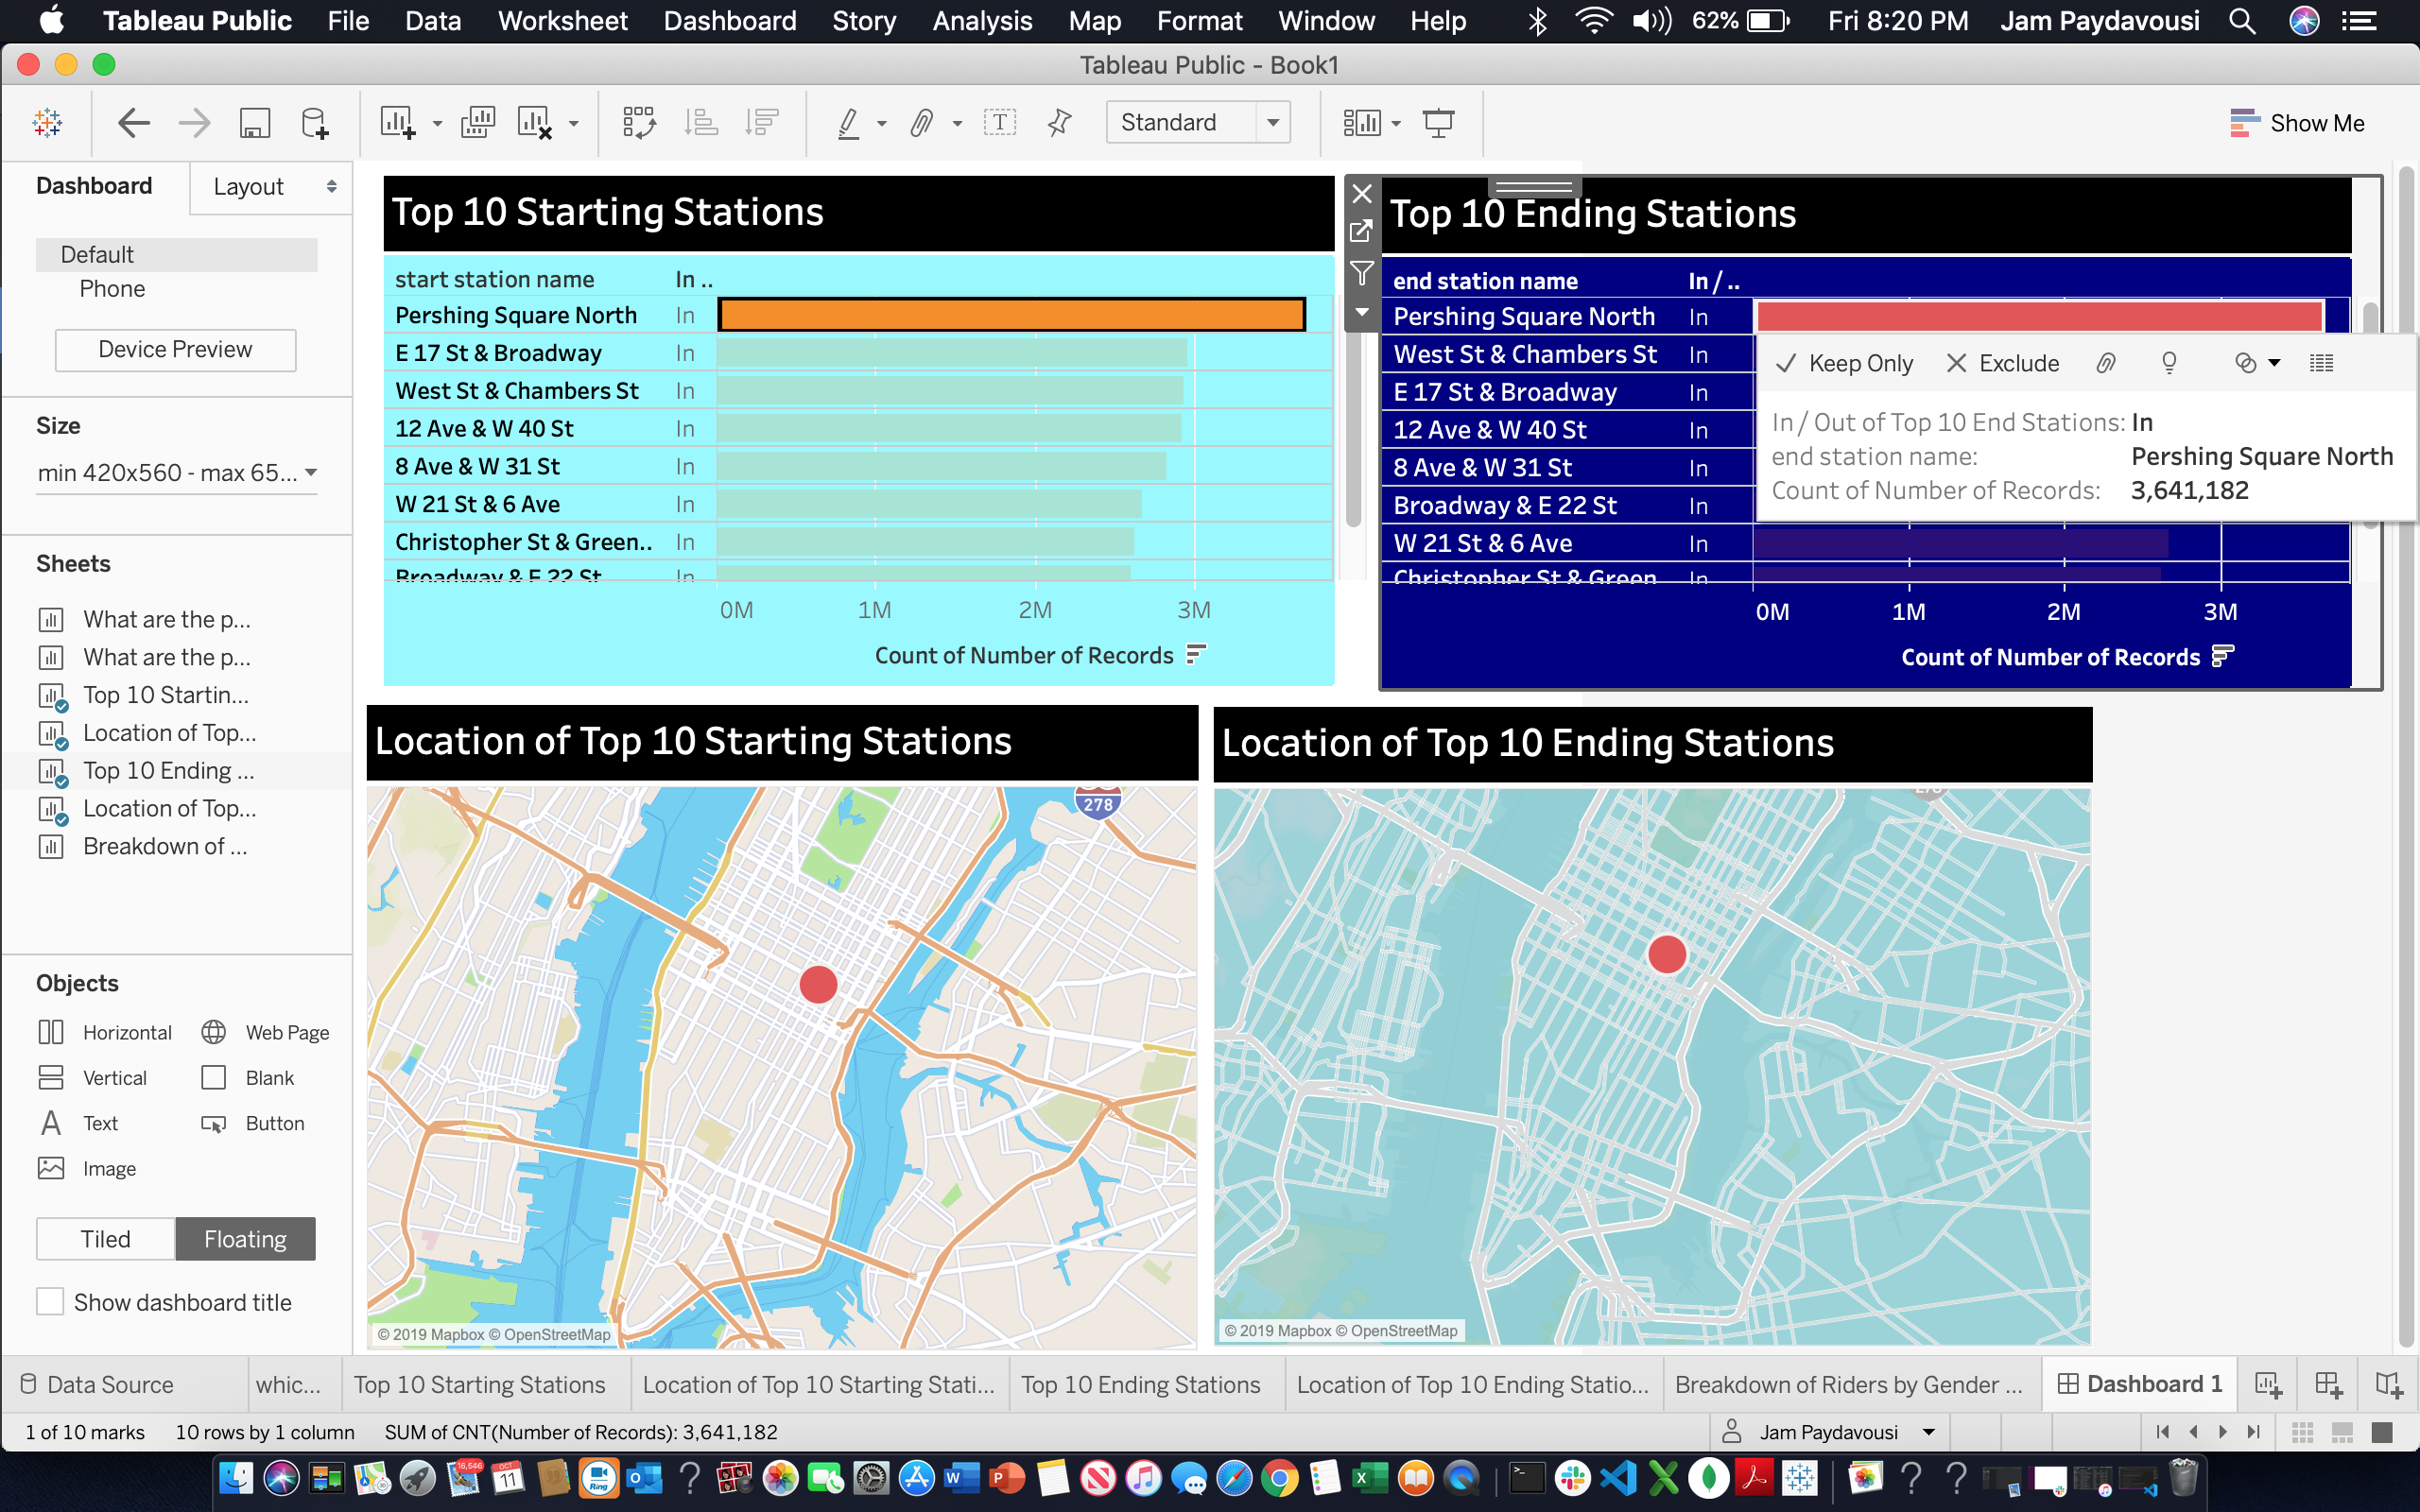 Tableau Public File Data Worksheet Dashboard Story Analysis Map Format Window Help 62% Fri 8:20 PM Jam Paydavousi
Tableau Public - Book1
Standard
Show Me
Dashboard Layout
Default
Phone
Device Preview
Size
min 420x560 - max 65...
Sheets
What are the p...
What are the p...
Top 10 Startin...
Location of Top...
Top 10 Ending ...
Location of Top...
Breakdown of ...
Objects
Horizontal Web Page
Vertical Blank
Text Button
Image
Tiled Floating
Show dashboard title
Top 10 Starting Stations
start station name In ..
Pershing Square North In
E 17 St & Broadway In
West St & Chambers St In
12 Ave & W 40 St In
8 Ave & W 31 St In
W 21 St & 6 Ave In
Christopher St & Green.. In
Broadway & E 22 St In
0M 1M 2M 3M
Count of Number of Records
Top 10 Ending Stations
end station name In / ..
Pershing Square North In
West St & Chambers St In
E 17 St & Broadway In
12 Ave & W 40 St In
8 Ave & W 31 St In
Broadway & E 22 St In
W 21 St & 6 Ave In
Christopher St & Green In
0M 1M 2M 3M
Count of Number of Records
Keep Only Exclude
In / Out of Top 10 End Stations: In
end station name: Pershing Square North
Count of Number of Records: 3,641,182
Location of Top 10 Starting Stations
278
© 2019 Mapbox © OpenStreetMap
Location of Top 10 Ending Stations
278
© 2019 Mapbox © OpenStreetMap
Data Source whic... Top 10 Starting Stations Location of Top 10 Starting Stati... Top 10 Ending Stations Location of Top 10 Ending Statio... Breakdown of Riders by Gender ... Dashboard 1
1 of 10 marks 10 rows by 1 column SUM of CNT(Number of Records): 3,641,182 Jam Paydavousi
16,546
OCT
11
Ring